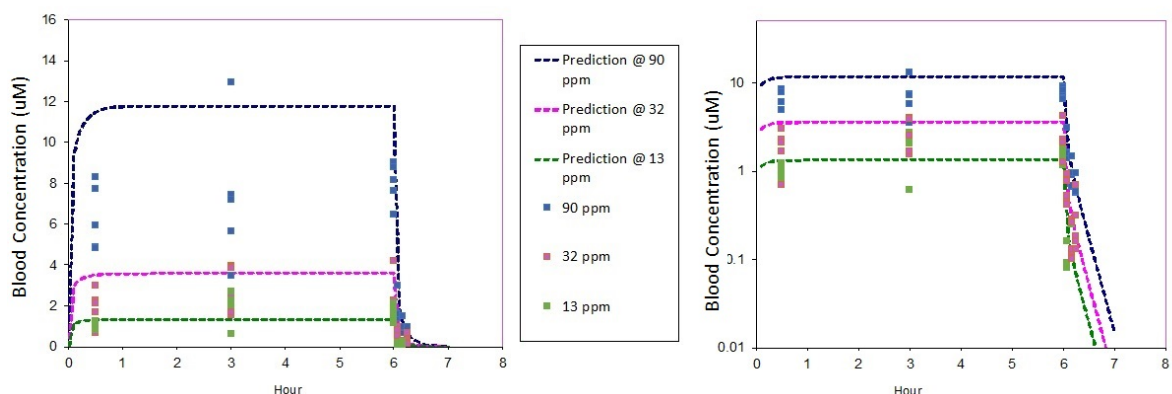 Blood Concentration (uM)
16
14
12
10
8
6
4
2
0
0 1 2 3 4 5 6 7 8
Hour
Prediction @ 90
ppm
Prediction @ 32
ppm
Prediction @ 13
ppm
90 ppm
32 ppm
13 ppm
Blood Concentration (uM)
10
1
0.1
0.01
0 1 2 3 4 5 6 7 8
Hour